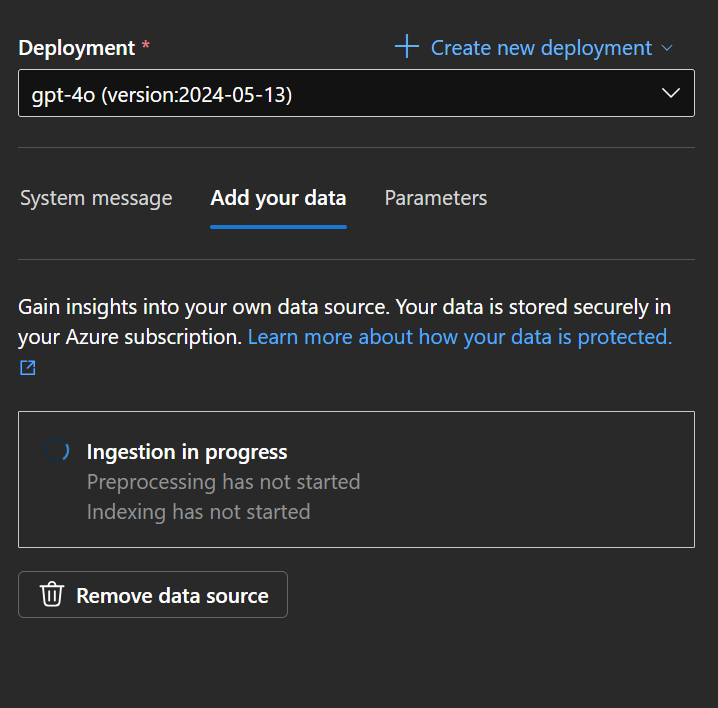 Deployment *
Create new deployment
gpt-4o (version:2024-05-13)
System message
Add your data
Parameters
Gain insights into your own data source. Your data is stored securely in
your Azure subscription. Learn more about how your data is protected.
Ingestion in progress
Preprocessing has not started
Indexing has not started
Remove data source